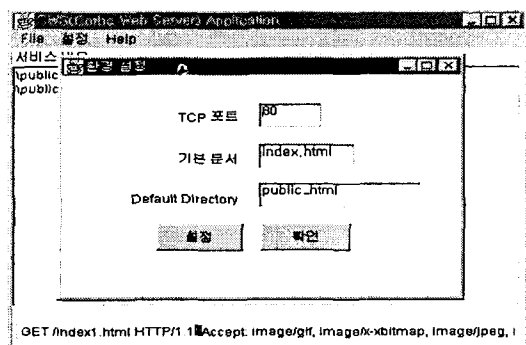 CWS(Corba Web Server) Application
File 설정 Help
서비스
환경 설정
\public
\public
TCP 포트 80
기본 문서 index.html
Default Directory public_html
설정 확인
GET /index1.html HTTP/1.1 Accept: image/gif, image/x-xbitmap, image/jpeg, i